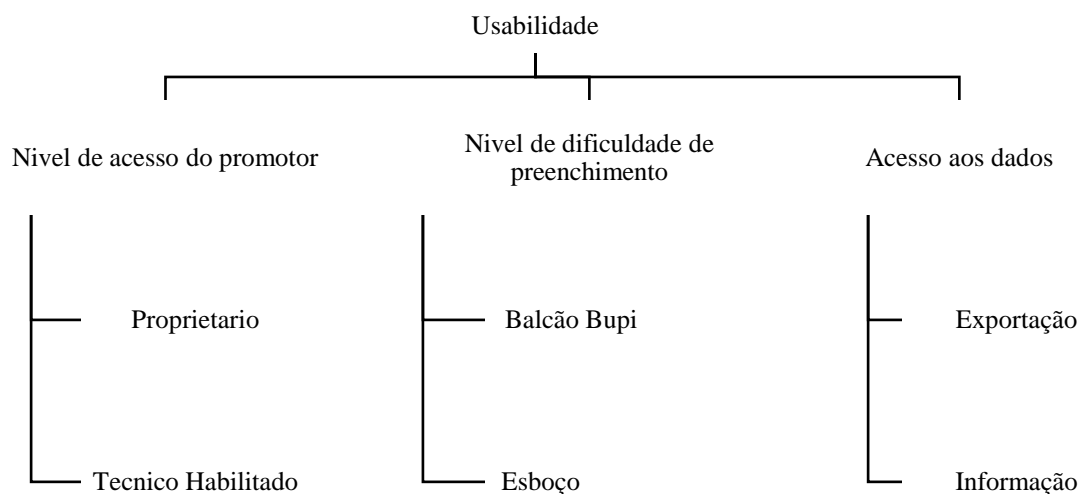 Usabilidade
Nivel de acesso do promotor
Nivel de dificuldade de
preenchimento
Acesso aos dados
Proprietario
Balcão Bupi
Exportação
Tecnico Habilitado
Esboço
Informação